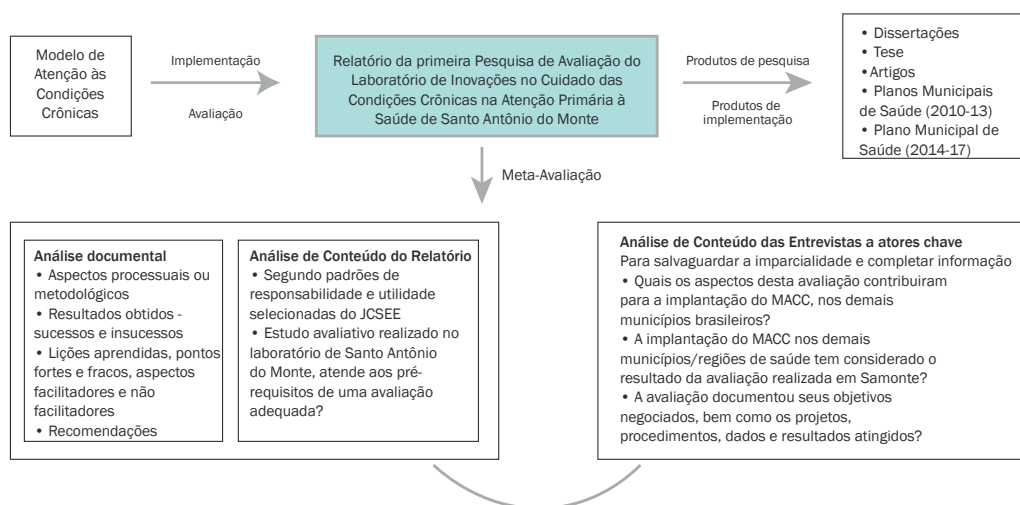 Modelo de
Atenção às
Condições
Crônicas
Implementação
Avaliação
Relatório da primeira Pesquisa de Avaliação do
Laboratório de Inovações no Cuidado das
Condições Crônicas na Atenção Primária à
Saúde de Santo Antônio do Monte
Produtos de pesquisa
Produtos de
implementação
• Dissertações
• Tese
•Artigos
• Planos Municipais
de Saúde (2010-13)
• Plano Municipal de
Saúde (2014-17)
Meta-Avaliação
Análise documental
• Aspectos processuais ou
metodológicos
• Resultados obtidos -
sucessos e insucessos
• Lições aprendidas, pontos
fortes e fracos, aspectos
facilitadores e não
facilitadores
• Recomendações
Análise de Conteúdo do Relatório
• Segundo padrões de
responsabilidade e utilidade
selecionadas do JCSEE
• Estudo avaliativo realizado no
laboratório de Santo Antônio
do Monte, atende aos pré-
requisitos de uma avaliação
adequada?
Análise de Conteúdo das Entrevistas a atores chave
Para salvaguardar a imparcialidade e completar informação
• Quais os aspectos desta avaliação contribuiram
para a implantação do MACC, nos demais
municípios brasileiros?
• A implantação do MACC nos demais
municípios/regiões de saúde tem considerado o
resultado da avaliação realizada em Samonte?
• A avaliação documentou seus objetivos
negociados, bem como os projetos,
procedimentos, dados e resultados atingidos?